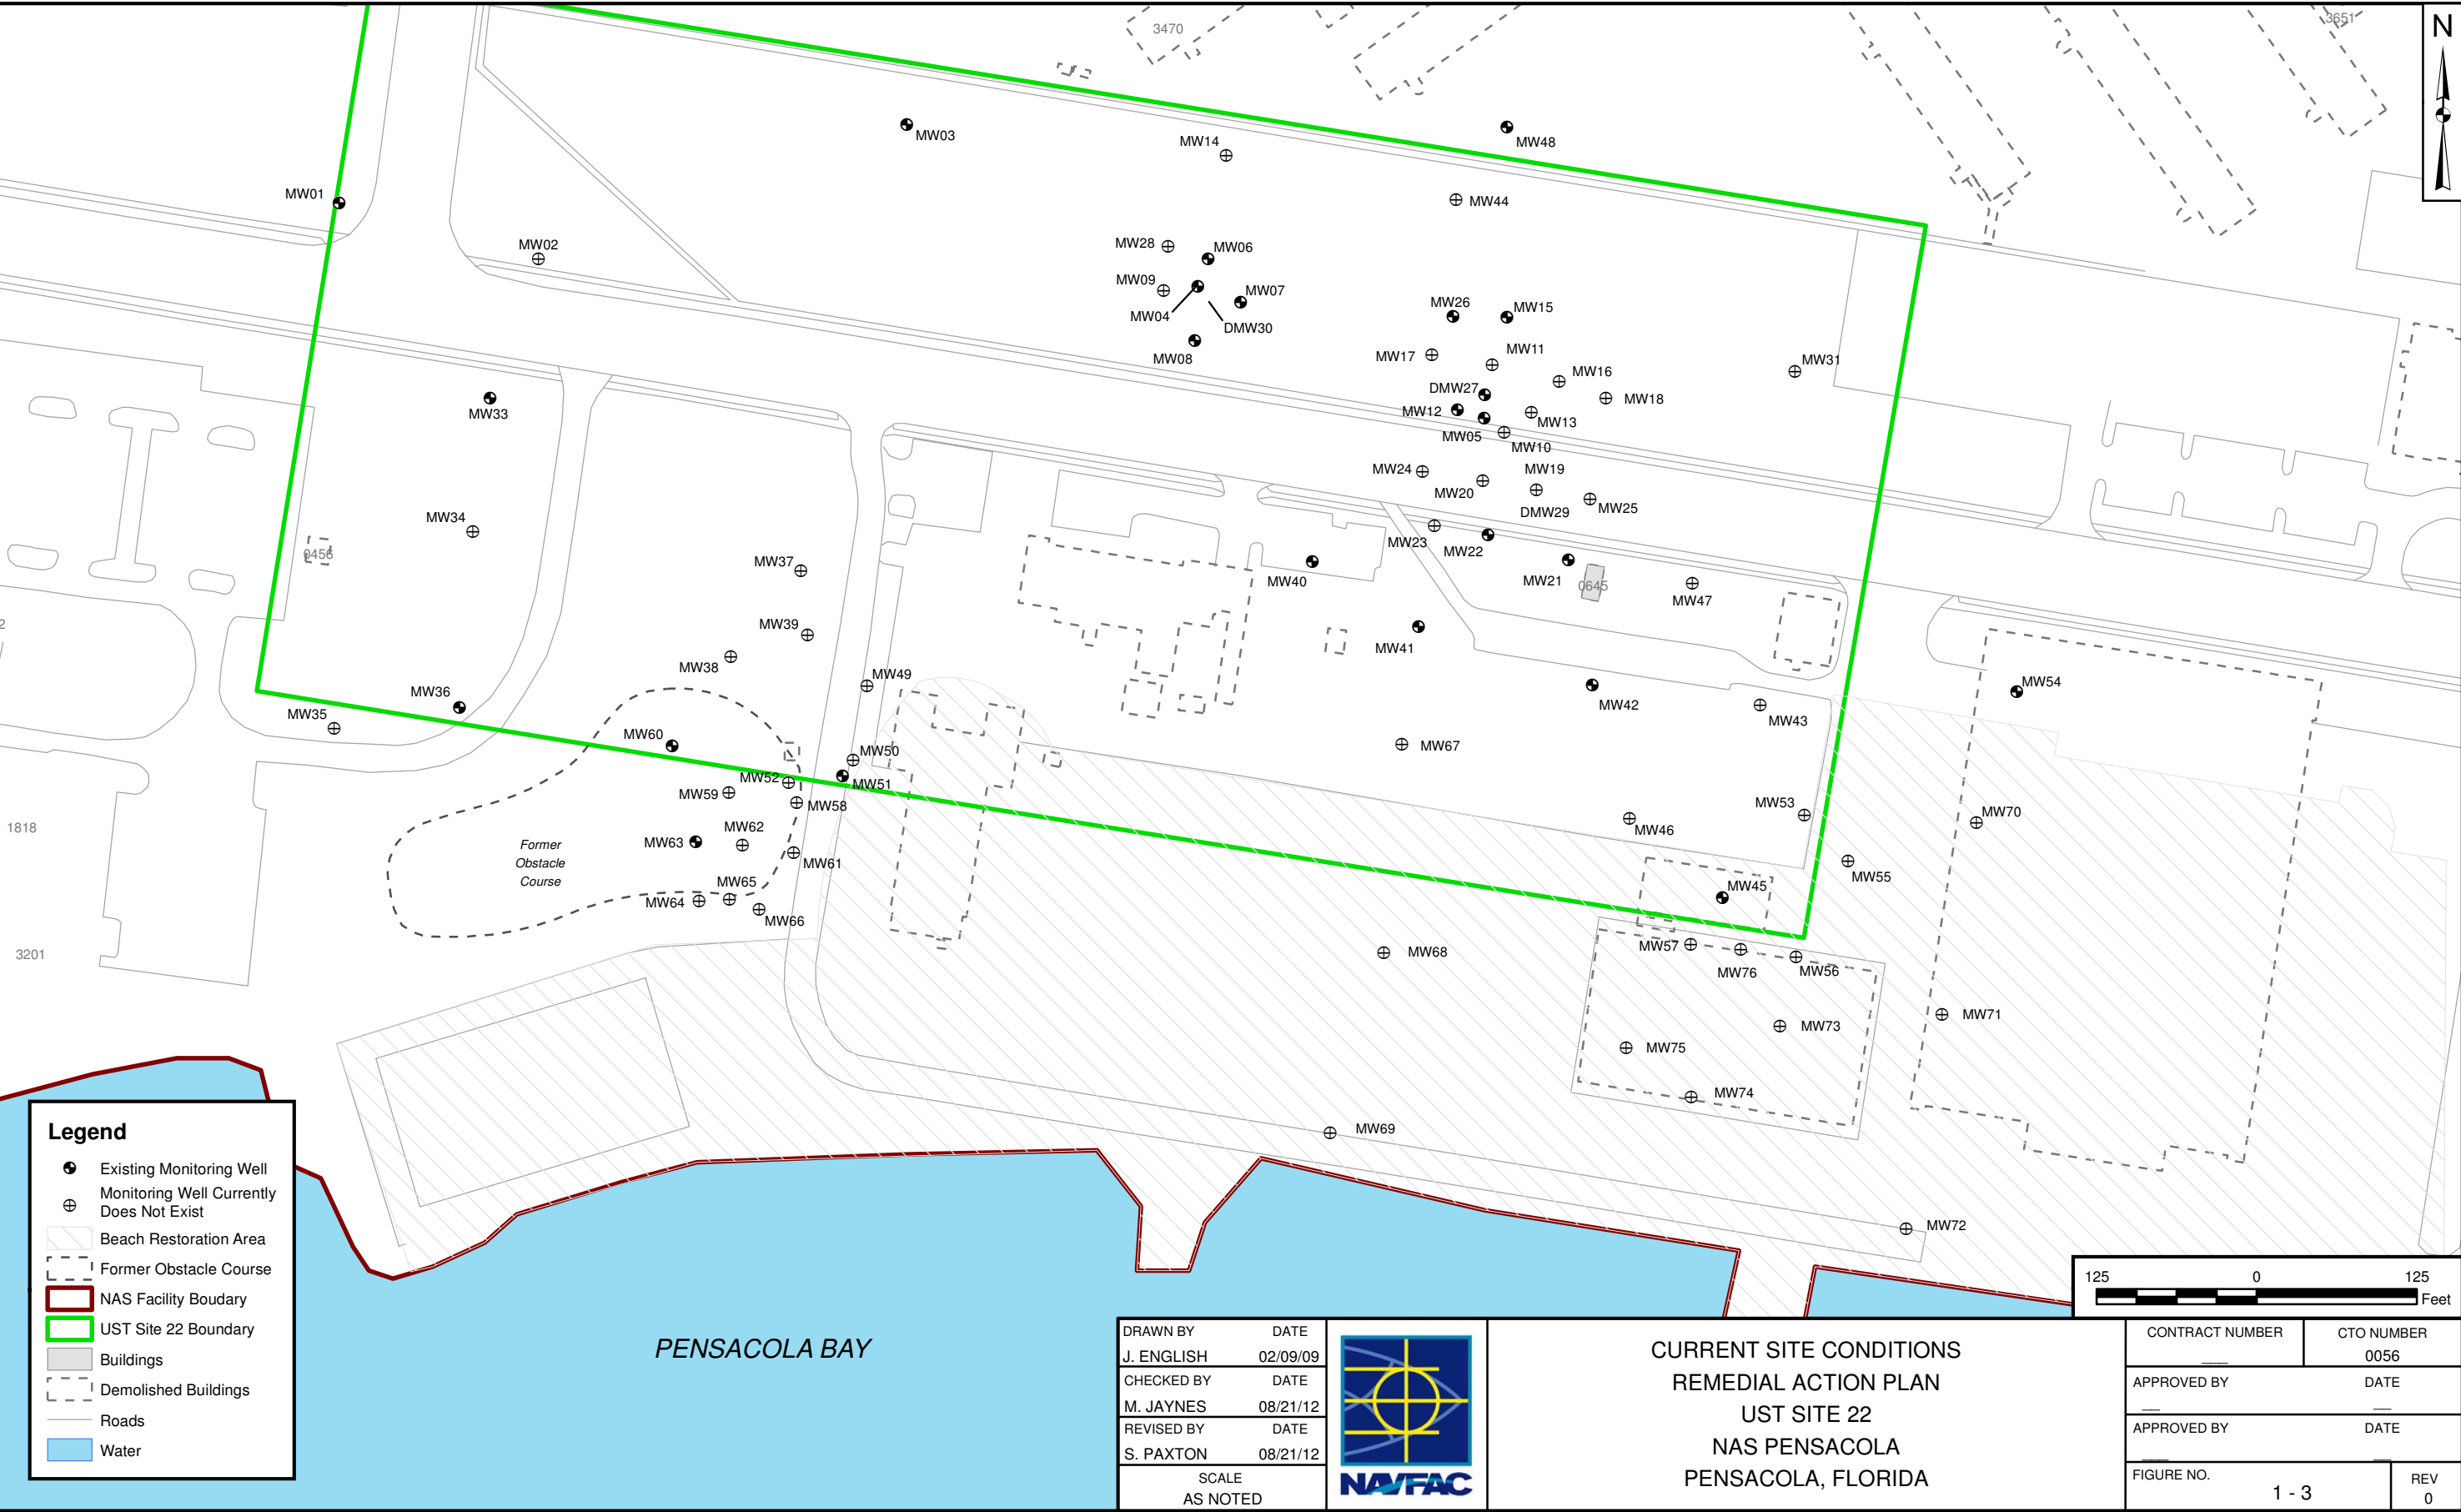 3470
3651
N
MW03
MW14
MW48
MW01
MW44
MW02
MW28
MW06
MW09
MW07
MW04
DMW30
MW08
MW26
MW15
MW17
MW11
MW16
MW31
DMW27
MW18
MW33
MW12
MW13
MW05
MW10
MW24
MW19
MW20
MW25
DMW29
MW34
0456
MW23
MW22
MW37
MW40
MW21
0645
MW47
2
MW39
MW41
MW38
MW49
MW54
MW36
MW42
MW35
MW43
MW60
MW50
MW67
MW52
MW51
MW59
MW58
MW53
MW70
1818
MW62
MW46
MW63
Former
Obstacle
Course
MW61
MW55
MW65
MW45
MW64
MW66
3201
MW68
MW57
MW76
MW56
MW71
MW73
MW75
MW74
MW69
MW72
Legend
Existing Monitoring Well
Monitoring Well Currently
Does Not Exist
Beach Restoration Area
Former Obstacle Course
NAS Facility Boudary
UST Site 22 Boundary
Buildings
Demolished Buildings
Roads
Water
PENSACOLA BAY
125 0 125
Feet
DRAWN BY DATE
J. ENGLISH 02/09/09
CHECKED BY DATE
M. JAYNES 08/21/12
REVISED BY DATE
S. PAXTON 08/21/12
SCALE
AS NOTED
NAVFAC
CURRENT SITE CONDITIONS
REMEDIAL ACTION PLAN
UST SITE 22
NAS PENSACOLA
PENSACOLA, FLORIDA
CONTRACT NUMBER
___
CTO NUMBER
0056
APPROVED BY DATE
__ __
APPROVED BY DATE
___ __
FIGURE NO.
1 - 3
REV
0